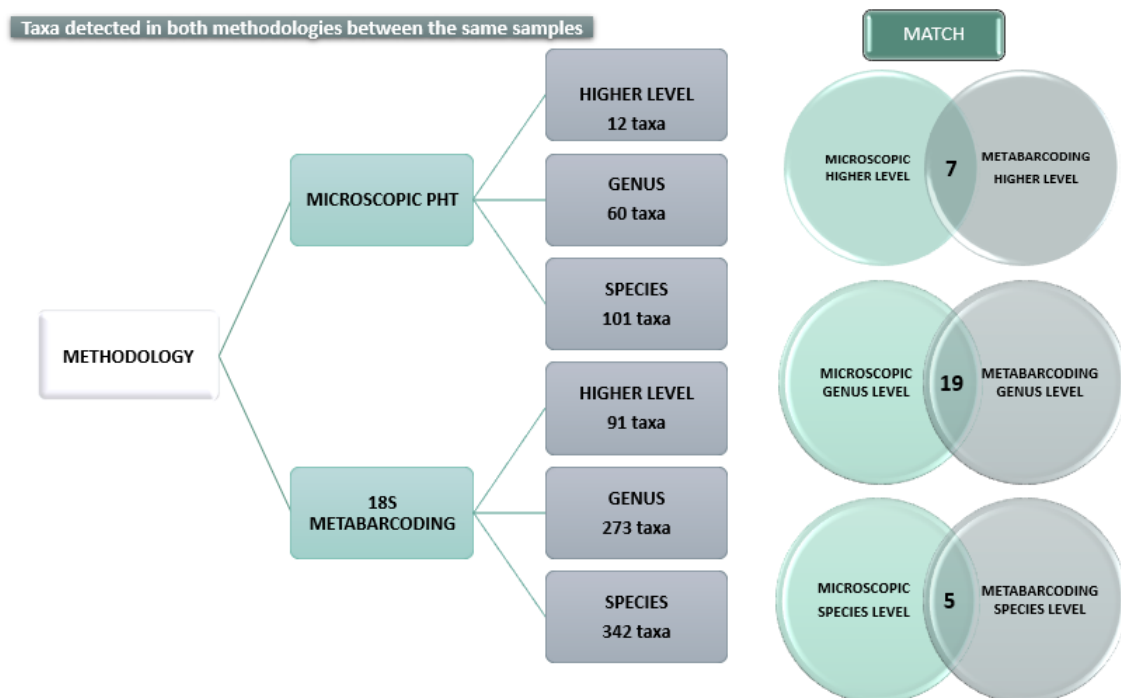 Taxa detected in both methodologies between the same samples
MATCH
METHODOLOGY
MICROSCOPIC PHT
HIGHER LEVEL
12 taxa
GENUS
60 taxa
SPECIES
101 taxa
18S
METABARCODING
HIGHER LEVEL
91 taxa
GENUS
273 taxa
SPECIES
342 taxa
MICROSCOPIC
HIGHER LEVEL
7
METABARCODING
HIGHER LEVEL
MICROSCOPIC
GENUS LEVEL
19
METABARCODING
GENUS LEVEL
MICROSCOPIC
SPECIES LEVEL
5
METABARCODING
SPECIES LEVEL